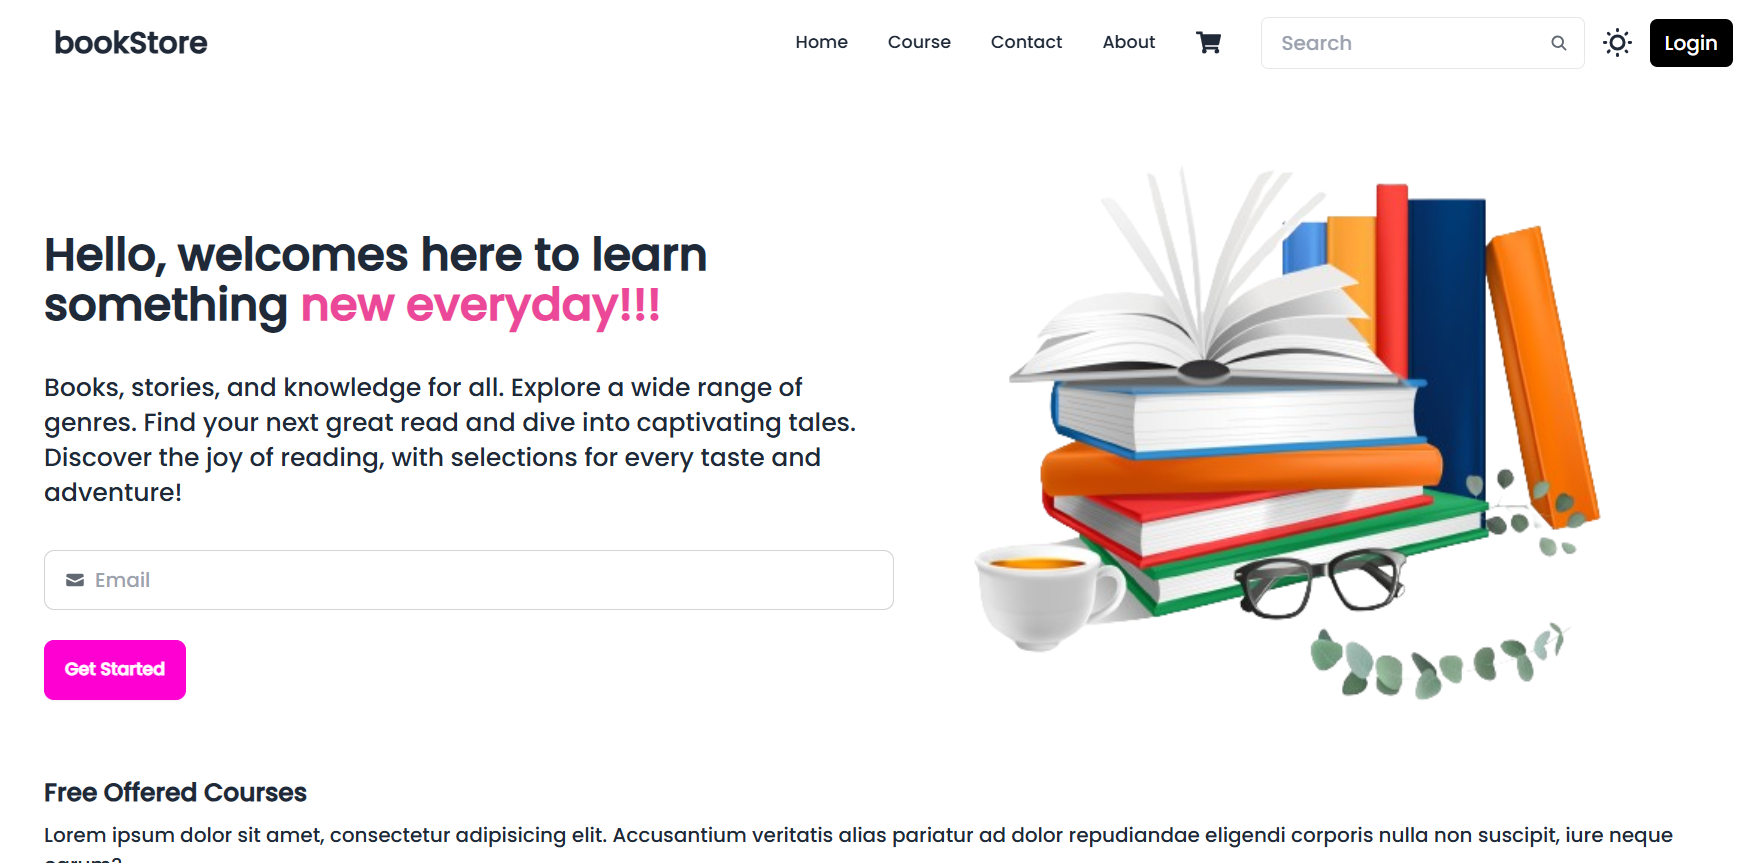 bookStore
Home
Course
Contact
About
Search
Login
Hello, welcomes here to learn
something new everyday!!!
Books, stories, and knowledge for all. Explore a wide range of
genres. Find your next great read and dive into captivating tales.
Discover the joy of reading, with selections for every taste and
adventure!
Email
Get Started
Free Offered Courses
Lorem ipsum dolor sit amet, consectetur adipisicing elit. Accusantium veritatis alias pariatur ad dolor repudiandae eligendi corporis nulla non suscipit, iure neque